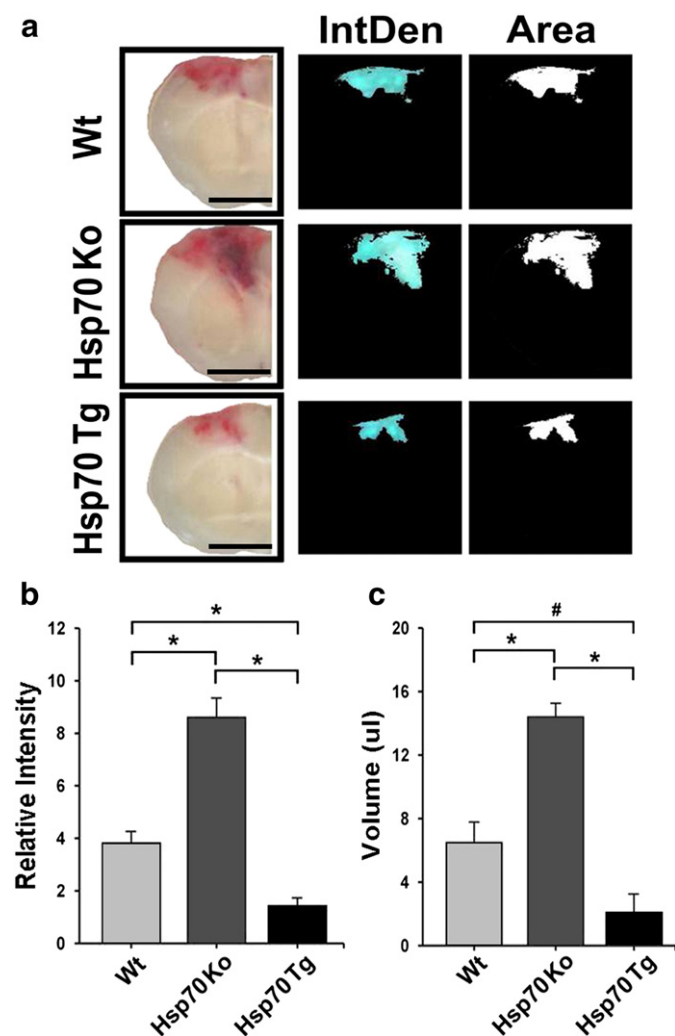 a
IntDen
Area
Wt
Hsp70 Ko
Hsp70 Tg
b
Relative Intensity
12
10
8
6
4
2
0
*
*
*
Wt
Hsp70Ko
Hsp70Tg
c
Volume (ul)
20
16
12
8
4
0
#
*
*
Wt
Hsp70Ko
Hsp70Tg